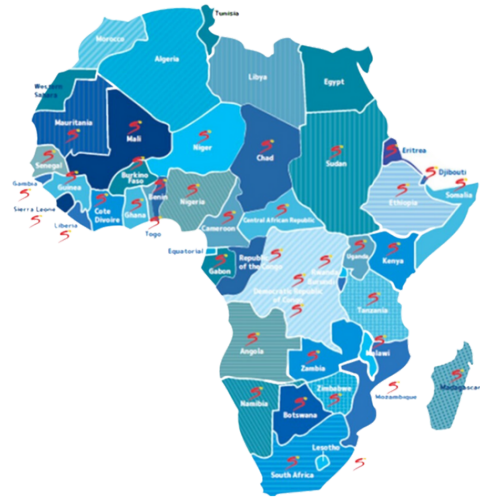 Tunisia
Morocco
Algeria
Libya
Egypt
Western
Sahara
Mauritania
Mali
Niger
Chad
Sudan
Eritrea
Senegal
Gambia
Guinea
Burkina
Faso
Benin
Nigeria
Djibouti
Somalia
Ethiopia
Sierra Leone
Liberia
Cote
Divoire
Ghana
Togo
Cameroon
Central African Republic
Equatorial
Gabon
Republic
of the Congo
Uganda
Kenya
Rwanda
Burundi
Democratic Republic
of Congo
Tanzania
Angola
Zambia
Malawi
Mozambique
Madagascar
Namibia
Zimbabwe
Botswana
Lesotho
South Africa